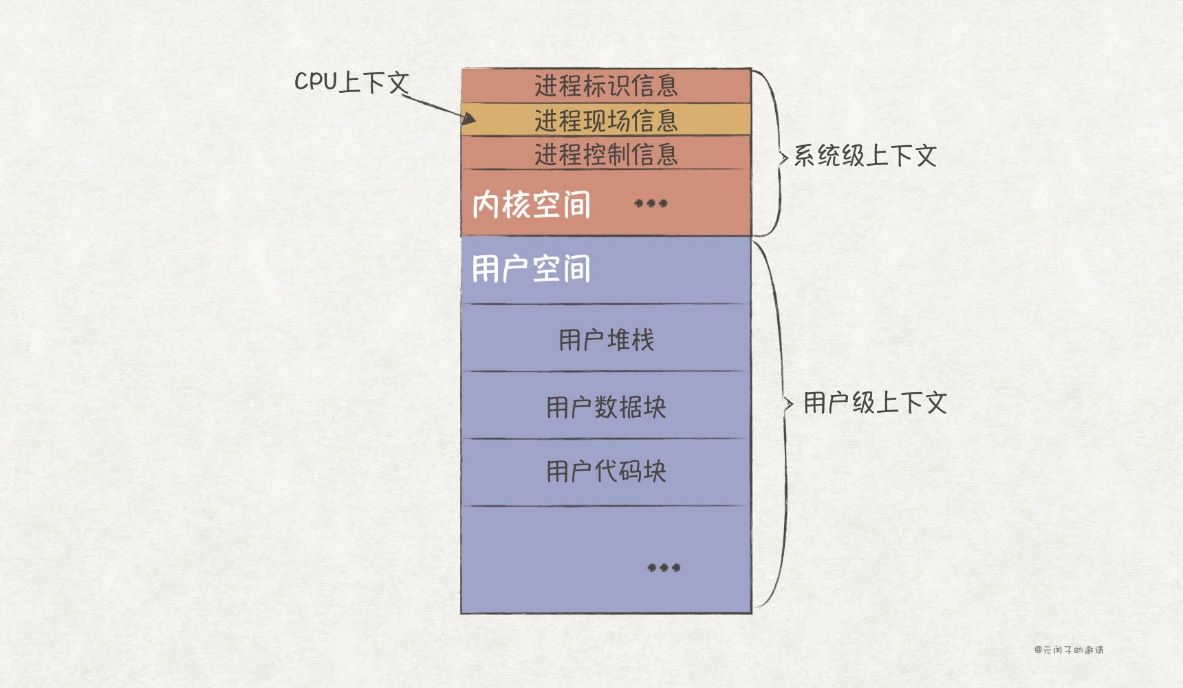 CPU上下文
进程标识信息
进程现场信息
进程控制信息
系统级上下文
内核空间 •••
用户空间
用户堆栈
用户数据块
用户级上下文
用户代码块
•••
@元闰子的邀请